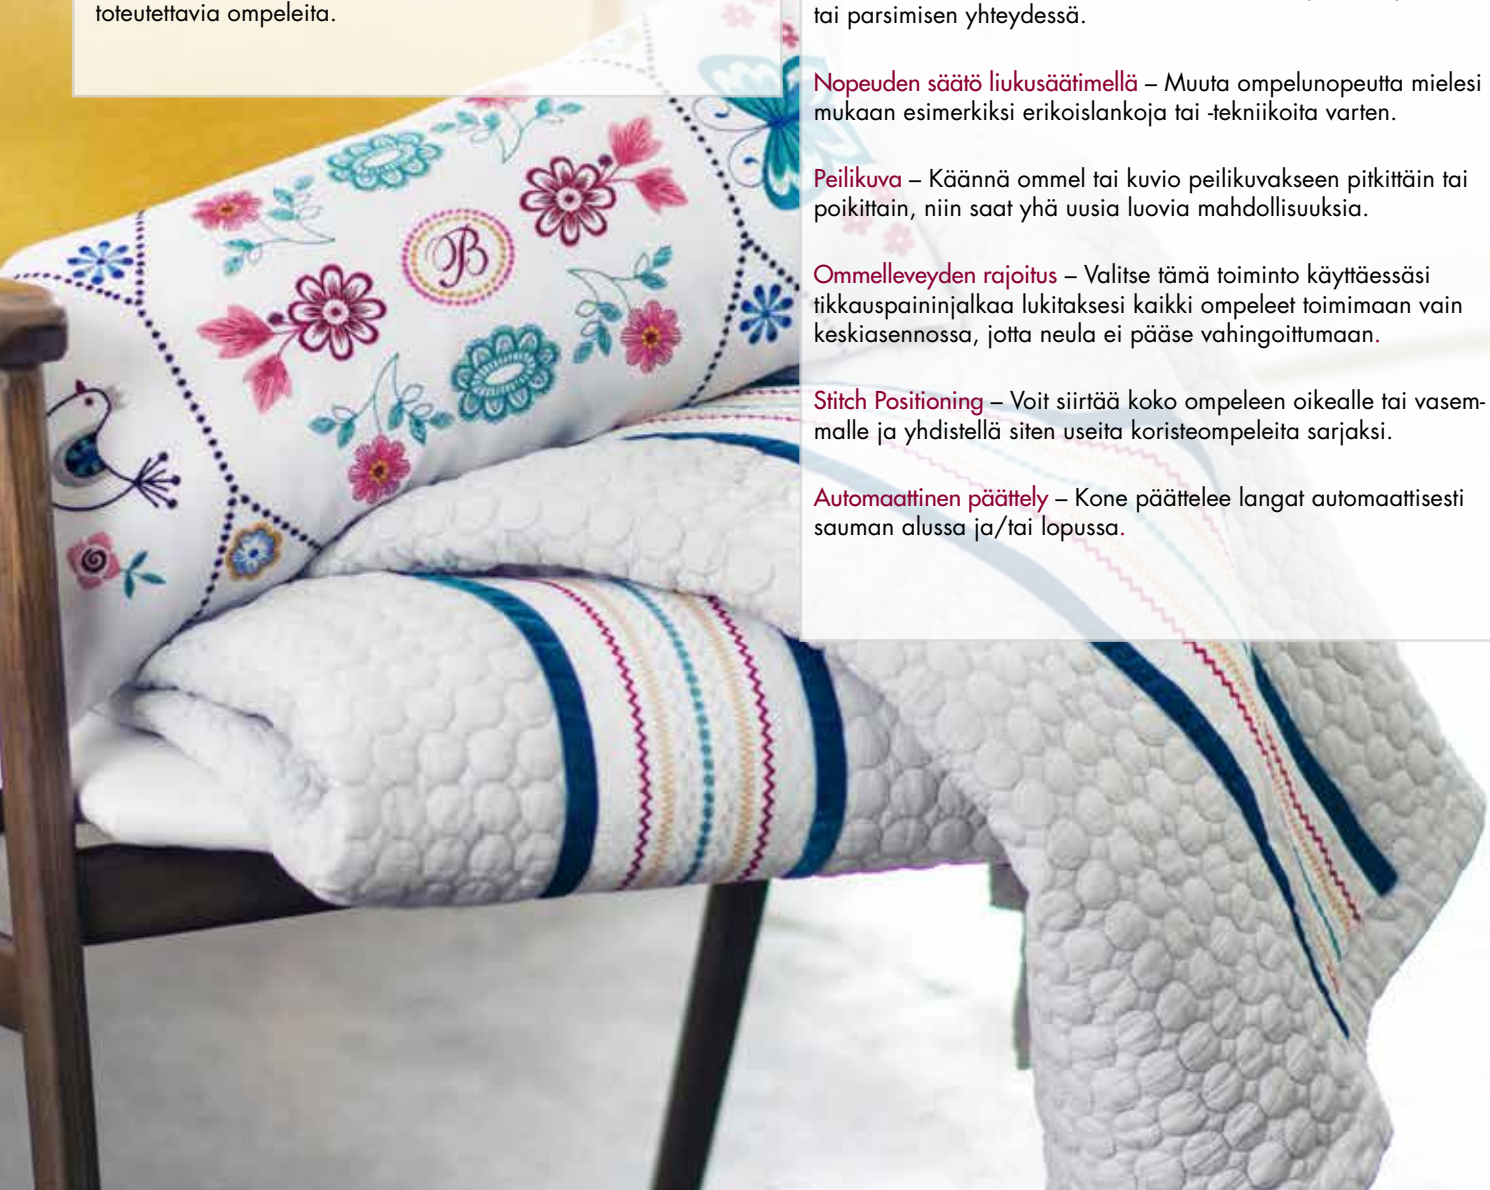 toteutettavia ompeleita.
tai parsimisen yhteydessä.
Nopeuden säätö liukusäätimellä – Muuta ompelunopeutta mielesi
mukaan esimerkiksi erikoislankoja tai -tekniikoita varten.
Peilikuva – Käännä ommel tai kuvio peilikuvakseen pitkittäin tai
poikittain, niin saat yhä uusia luovia mahdollisuuksia.
Ommelleveyden rajoitus – Valitse tämä toiminto käyttäessäsi
tikkauspaininjalkaa lukitaksesi kaikki ompeleet toimimaan vain
keskiasennossa, jotta neula ei pääse vahingoittumaan.
Stitch Positioning – Voit siirtää koko ompeleen oikealle tai vasem-
malle ja yhdistellä siten useita koristeompeleita sarjaksi.
Automaattinen päättely – Kone päättelee langat automaattisesti
sauman alussa ja/tai lopussa.
B